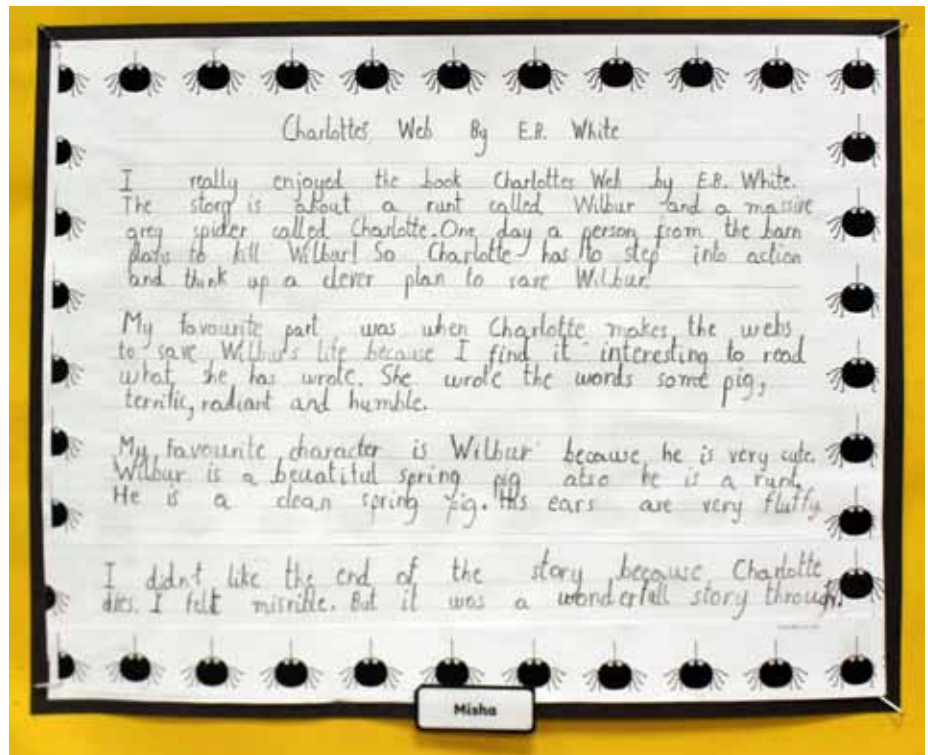 Charlotte's Web By E.B. White
I really enjoyed the book Charlottes Web by E.B. White.
The story is about a runt called Wilbur and a massive
grey spider called Charlotte. One day a person from the barn
plans to kill Wilbur! So Charlotte has to step into action
and think up a clever plan to save Wilbur.
My favourite part was when Charlotte makes the webs
to save Wilbur's life because I find it interesting to read
what she has wrote. She wrote the words some pig,
terrific, radiant and humble.
My favourite character is Wilbur because he is very cute.
Wilbur is a beuatiful spring pig also he is a runt.
He is a clean spring pig. His ears are very fluffy.
I didn't like the end of the story because Charlotte
dies. I felt misrible. But it was a wonderfull story through.
Misha